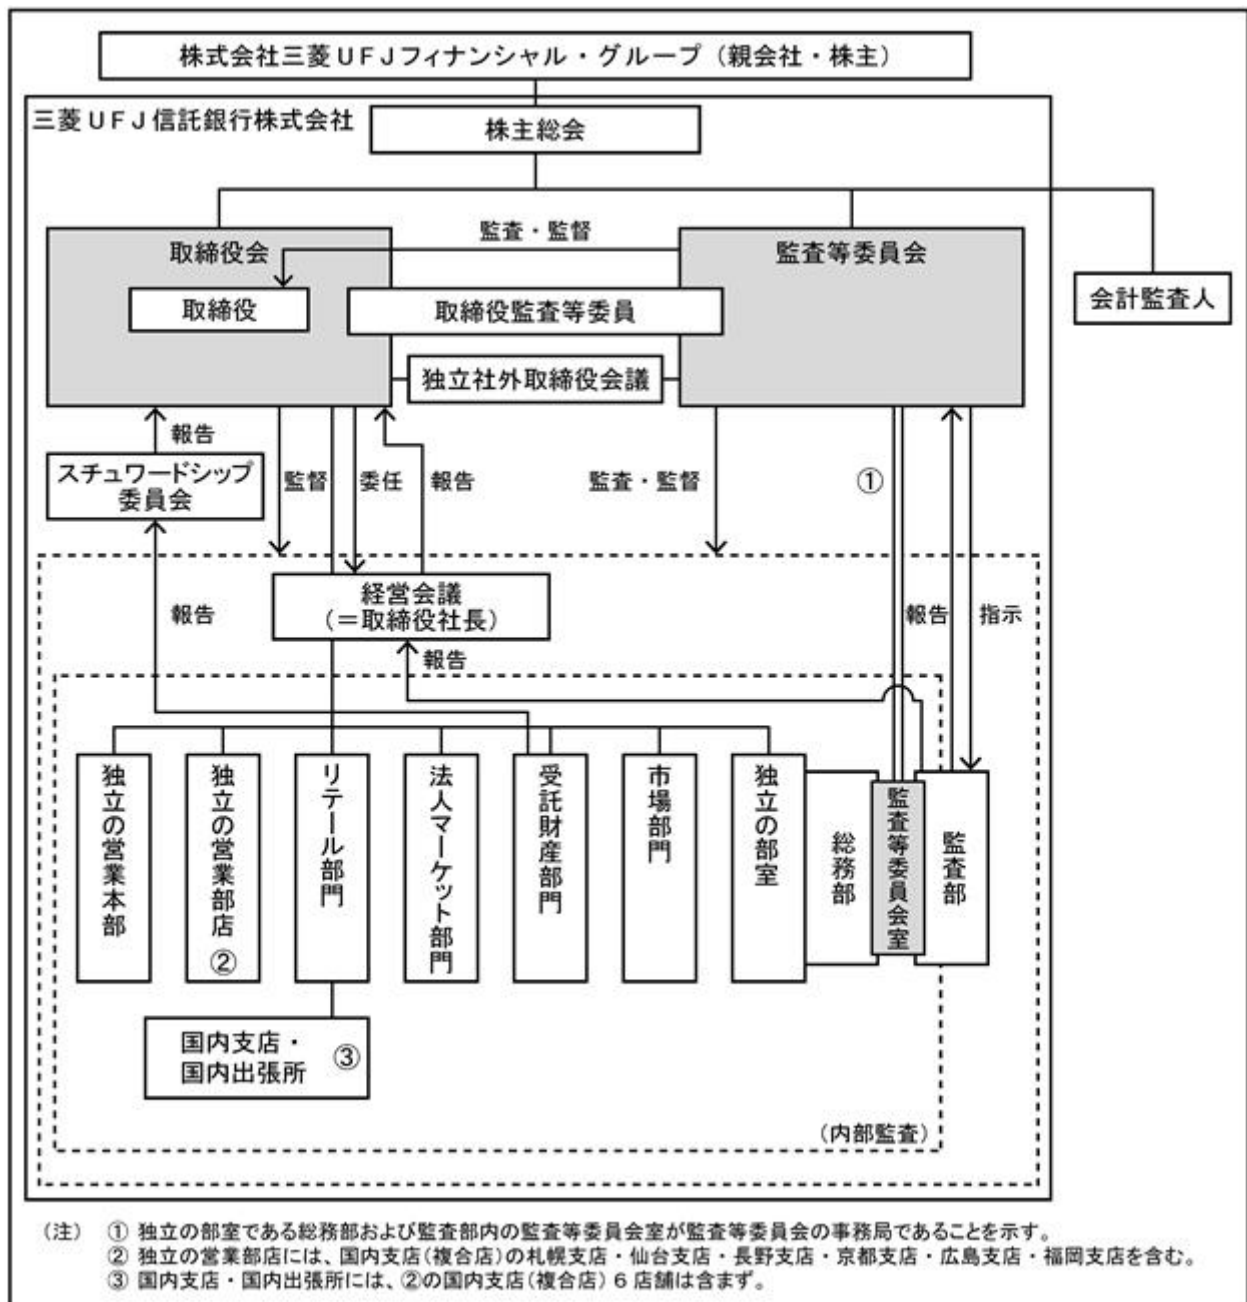 株式会社三菱UFJフィナンシャル・グループ（親会社・株主）
三菱UFJ信託銀行株式会社
株主総会
取締役会
監査・監督
監査等委員会
取締役
取締役監査等委員
会計監査人
独立社外取締役会議
報告
スチュワードシップ
委員会
監督
委任
報告
監査・監督
①
経営会議
（＝取締役社長）
報告
報告
指示
報告
独立の営業本部
独立の営業部店
②
リテール部門
法人マーケット部門
受託財産部門
市場部門
独立の部室
総務部
監査等委員会室
監査部
国内支店・
国内出張所
③
（内部監査）
（注） ① 独立の部室である総務部および監査部内の監査等委員会室が監査等委員会の事務局であることを示す。
② 独立の営業部店には、国内支店（複合店）の札幌支店・仙台支店・長野支店・京都支店・広島支店・福岡支店を含む。
③ 国内支店・国内出張所には、②の国内支店（複合店）６店舗は含まず。